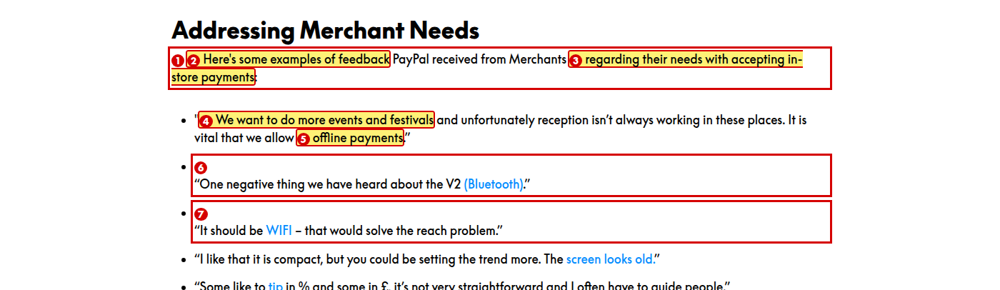 Addressing Merchant Needs
1 2 Here's some examples of feedback PayPal received from Merchants 3 regarding their needs with accepting in-
store payments:
• "4 We want to do more events and festivals and unfortunately reception isn’t always working in these places. It is
vital that we allow 5 offline payments.”
• 6
“One negative thing we have heard about the V2 (Bluetooth).”
• 7
“It should be WIFI – that would solve the reach problem.”
• “I like that it is compact, but you could be setting the trend more. The screen looks old.”
• “Some like to tip in % and some in £, it’s not very straightforward and I often have to guide people.”